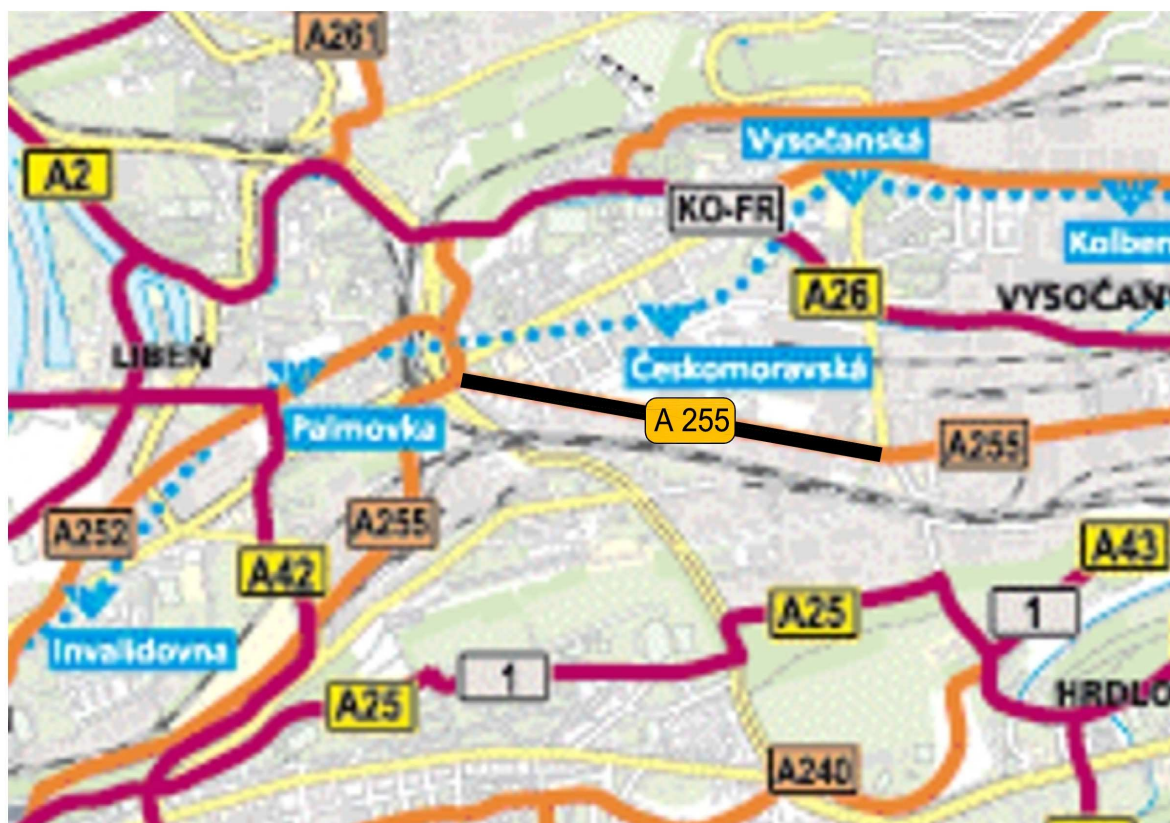 A261
Vysočanská
A2
KO-FR
Kolben
A26
VYSOČAN
LIBEŇ
Českomoravská
A 255
Palmovka
A255
A252
A255
A43
A42
A25
1
Invalidovna
1
A25
HRDLO
A240